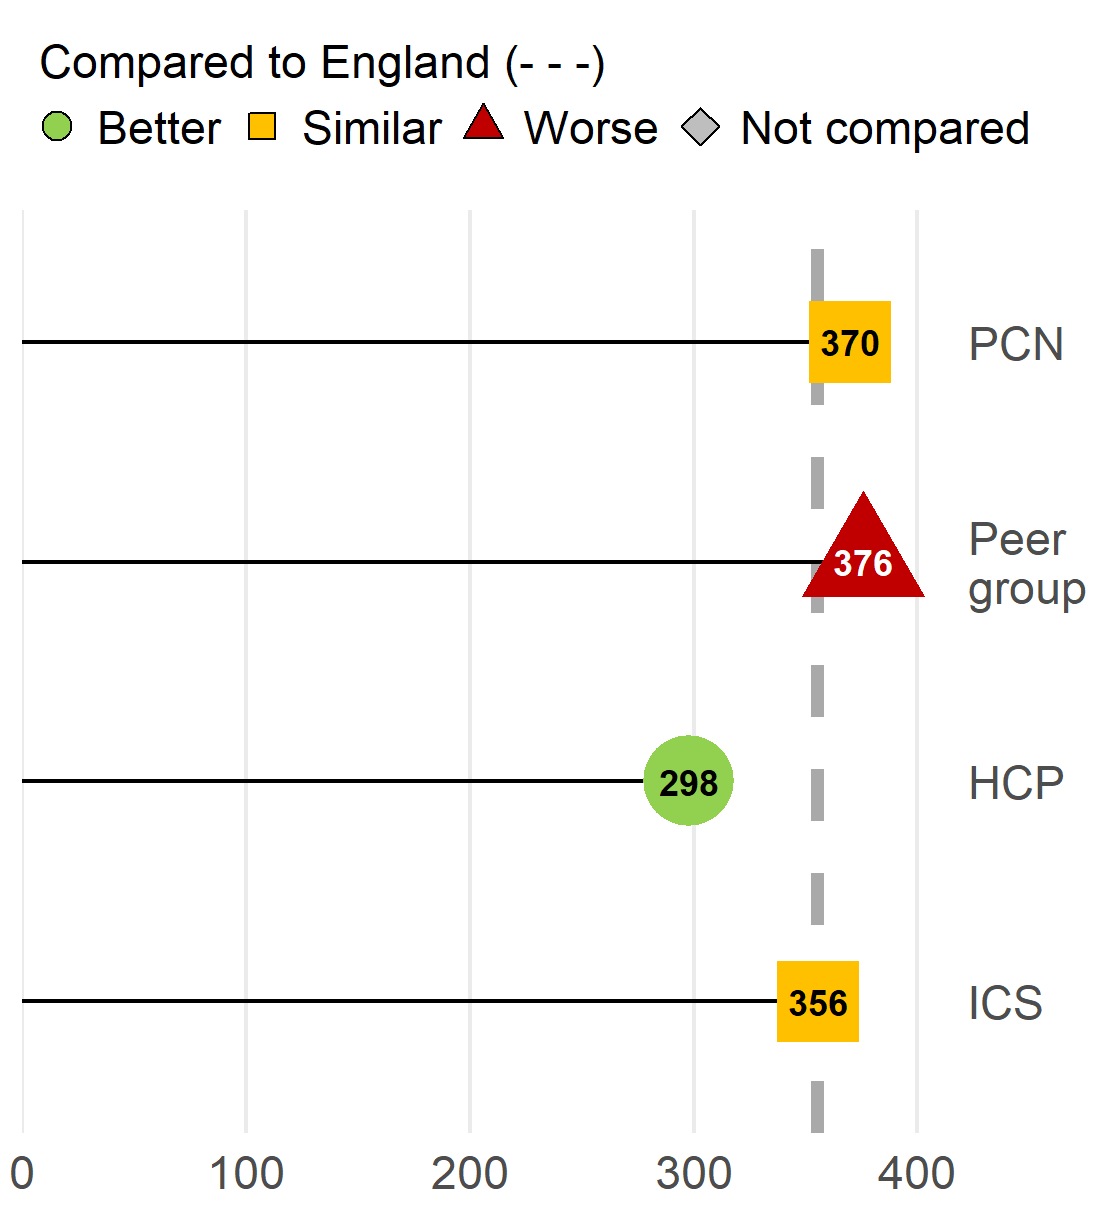 Compared to England (- - -)
Better Similar Worse Not compared
370 PCN
376 Peer
group
298 HCP
356 ICS
0 100 200 300 400